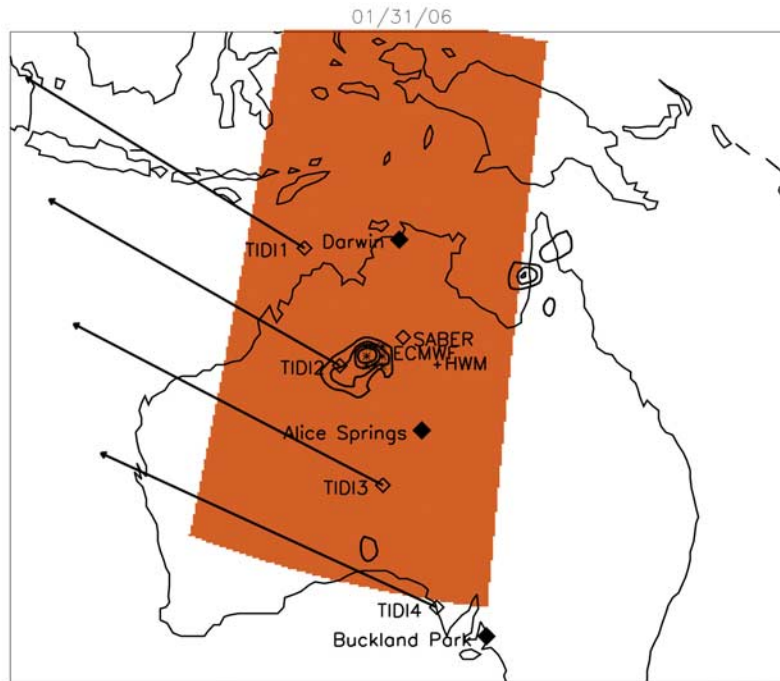 01/31/06
TIDI1
Darwin
SABER
ECMWF
TIDI2
+HWM
Alice Springs
TIDI3
TIDI4
Buckland Park